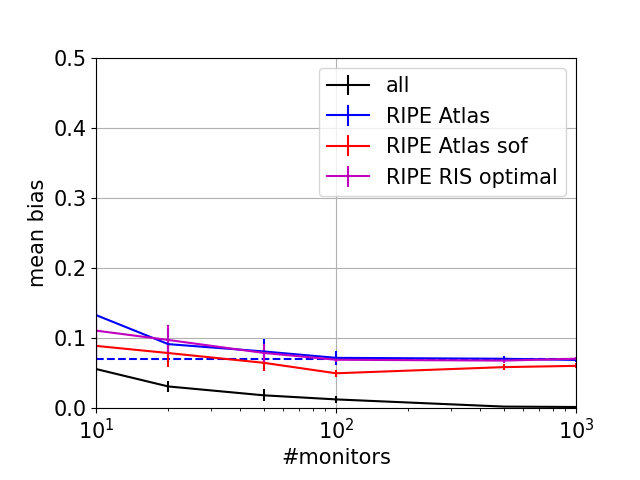 0.5
0.4
0.3
0.2
0.1
0.0
mean bias
all
RIPE Atlas
RIPE Atlas sof
RIPE RIS optimal
10¹ 10² 10³
#monitors